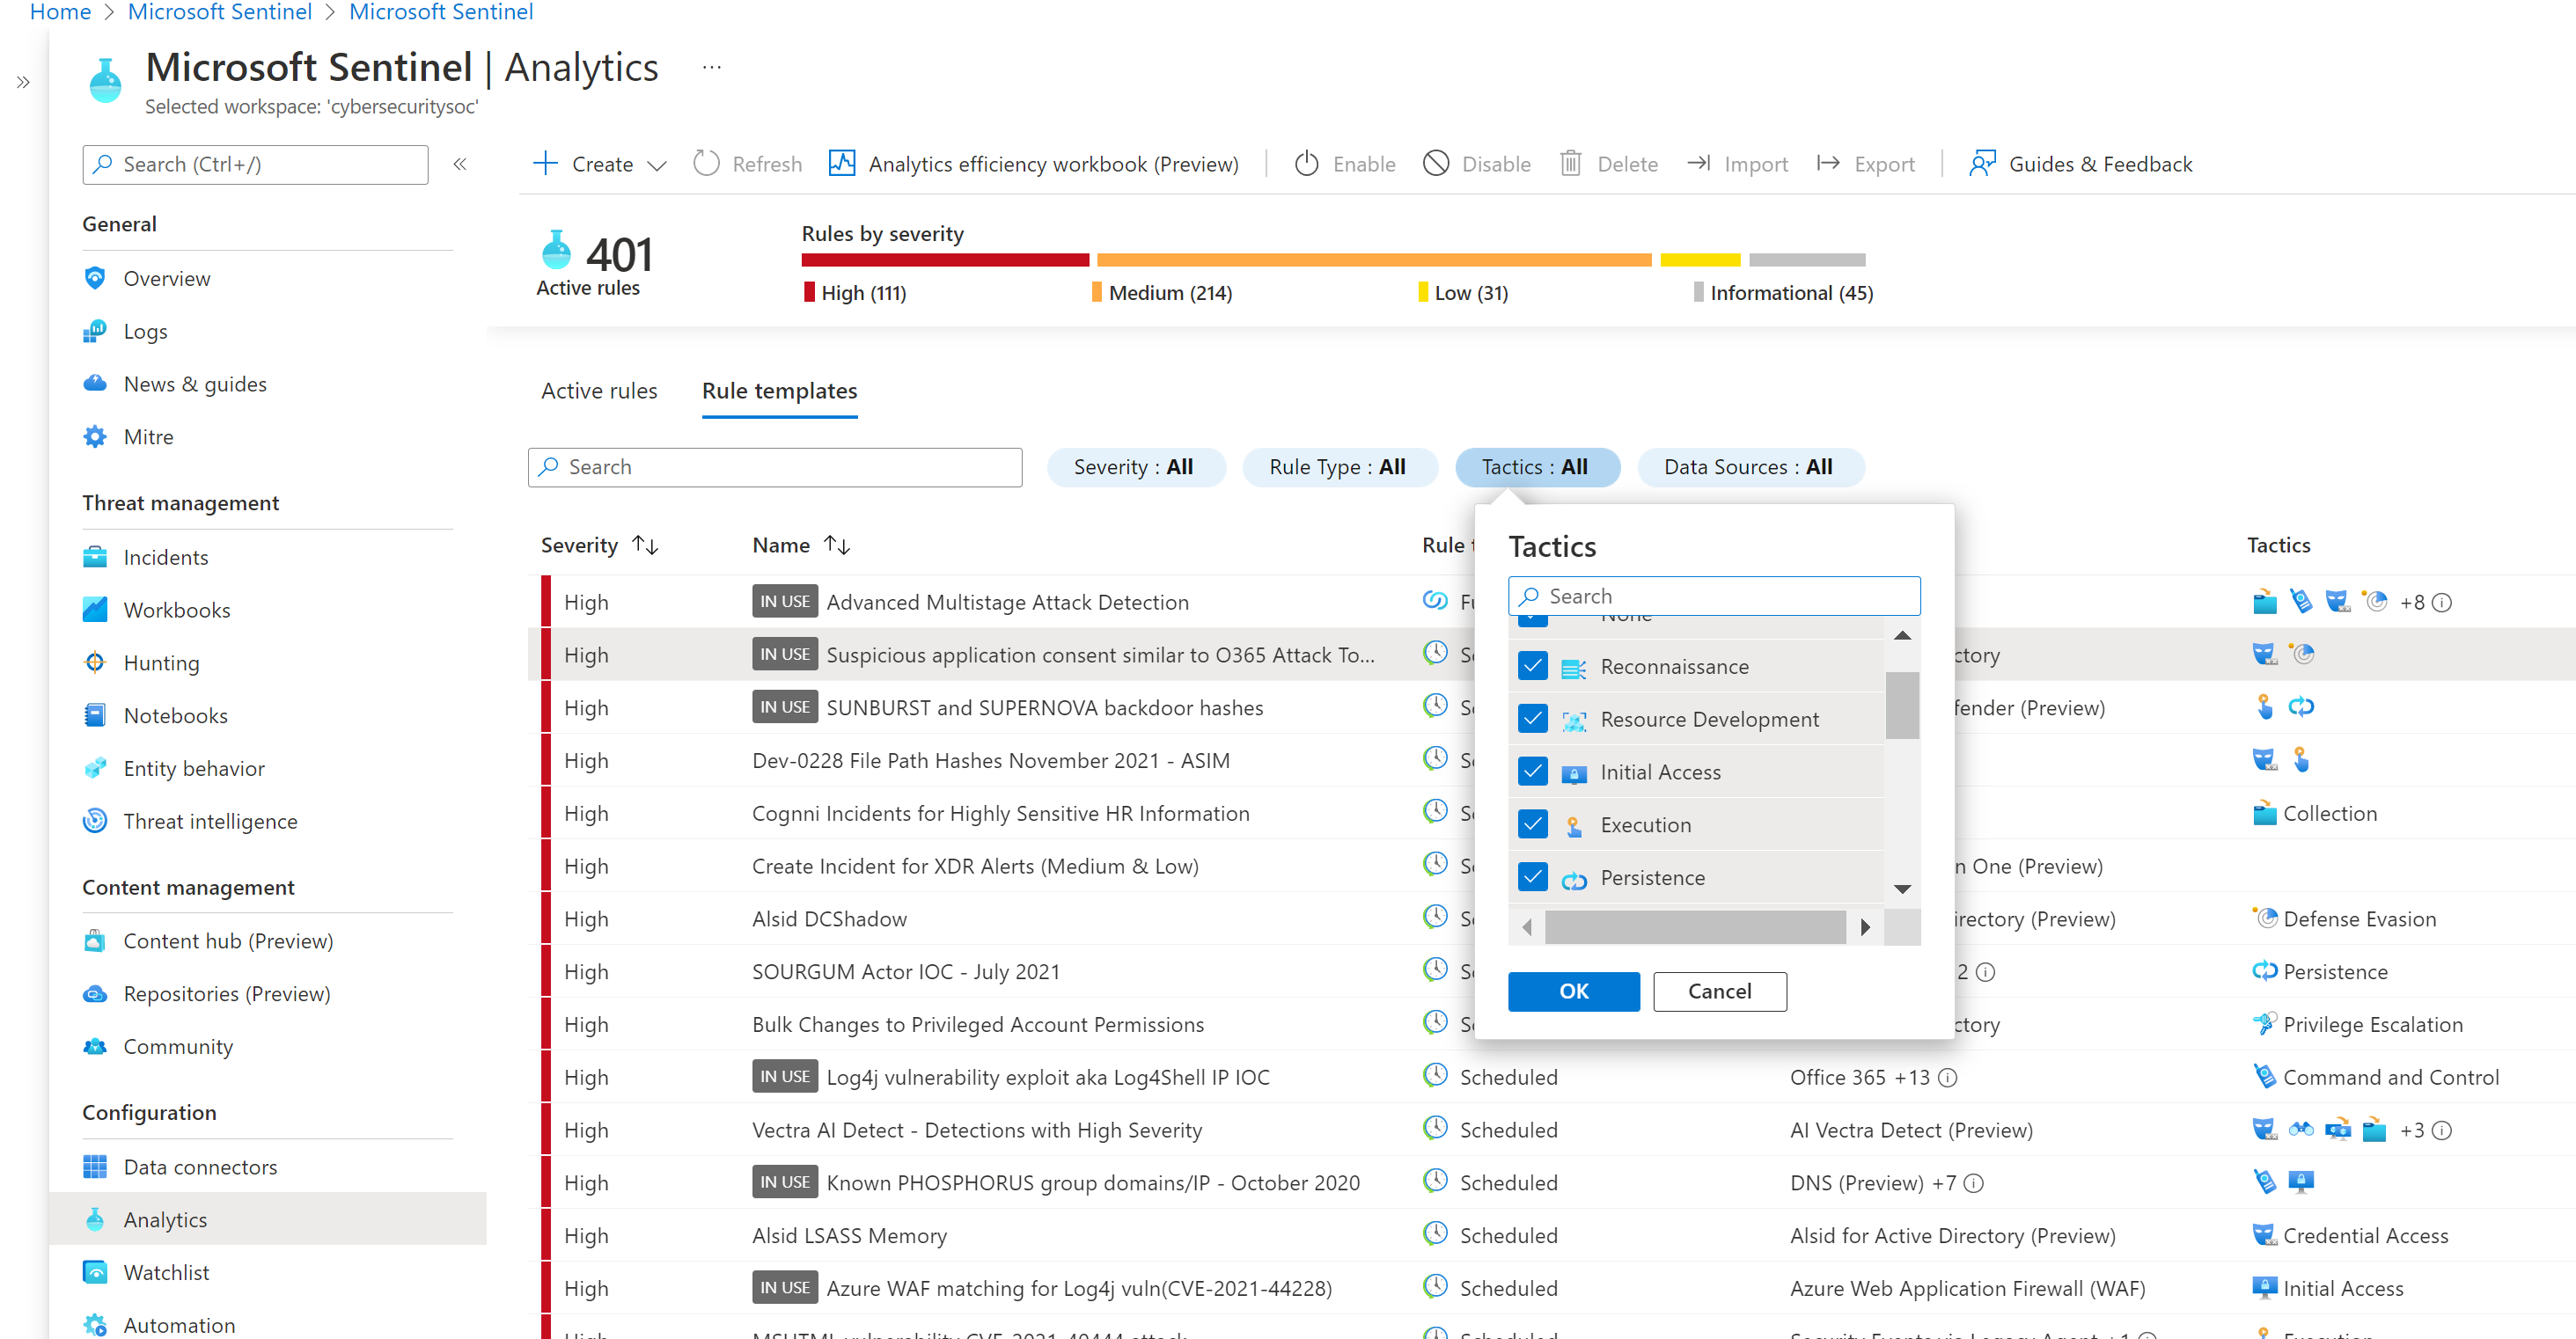 Home > Microsoft Sentinel > Microsoft Sentinel
Microsoft Sentinel | Analytics ...
Selected workspace: 'cybersecuritysoc'
Search (Ctrl+/)
General
Overview
Logs
News & guides
Mitre
Threat management
Incidents
Workbooks
Hunting
Notebooks
Entity behavior
Threat intelligence
Content management
Content hub (Preview)
Repositories (Preview)
Community
Configuration
Data connectors
Analytics
Watchlist
Automation
Create Refresh Analytics efficiency workbook (Preview) Enable Disable Delete Import Export Guides & Feedback
401
Active rules
Rules by severity
High (111) Medium (214) Low (31) Informational (45)
Active rules Rule templates
Search Severity : All Rule Type : All Tactics : All Data Sources : All
Severity Name Rule Tactics
High IN USE Advanced Multistage Attack Detection +8
High IN USE Suspicious application consent similar to O365 Attack To...
High IN USE SUNBURST and SUPERNOVA backdoor hashes (Preview)
High Dev-0228 File Path Hashes November 2021 - ASIM
High Cognni Incidents for Highly Sensitive HR Information Collection
High Create Incident for XDR Alerts (Medium & Low) One (Preview)
High Alsid DCShadow (Preview) Defense Evasion
High SOURGUM Actor IOC - July 2021 Persistence
High Bulk Changes to Privileged Account Permissions Privilege Escalation
High IN USE Log4j vulnerability exploit aka Log4Shell IP IOC Scheduled Office 365 +13 Command and Control
High Vectra AI Detect - Detections with High Severity Scheduled AI Vectra Detect (Preview) +3
High IN USE Known PHOSPHORUS group domains/IP - October 2020 Scheduled DNS (Preview) +7
High Alsid LSASS Memory Scheduled Alsid for Active Directory (Preview) Credential Access
High IN USE Azure WAF matching for Log4j vuln(CVE-2021-44228) Scheduled Azure Web Application Firewall (WAF) Initial Access
Tactics
Search
None
Reconnaissance
Resource Development
Initial Access
Execution
Persistence
OK Cancel